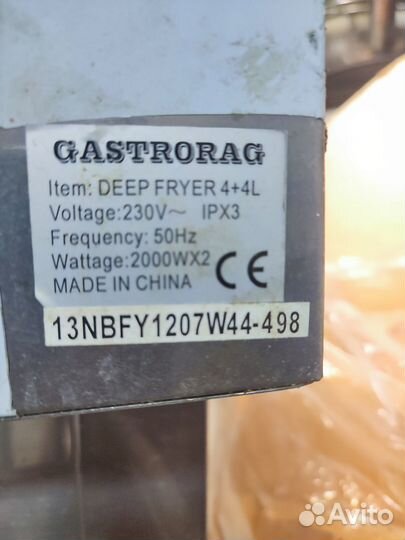 GASTRORAG
Item: DEEP FRYER 4+4L
Voltage:230V~ IPX3
Frequency: 50Hz
Wattage:2000WX2
MADE IN CHINA CE
13NBFY1207W44-498
Avito